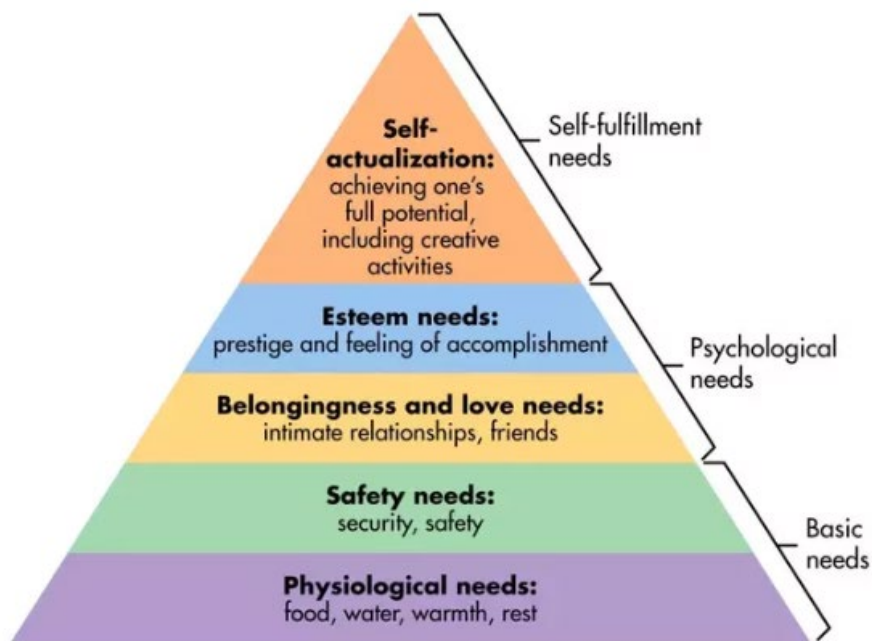 Self-
actualization:
achieving one's
full potential,
including creative
activities
Self-fulfillment
needs
Esteem needs:
prestige and feeling of accomplishment
Psychological
needs
Belongingness and love needs:
intimate relationships, friends
Safety needs:
security, safety
Basic
needs
Physiological needs:
food, water, warmth, rest